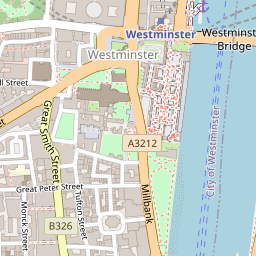 Westminster
Westminster
Bridge
Westminster
ll Street
Great Smith Street
A3212
City of Westminster
Great Peter Street
Millbank
Tufton Street
Monck Street
B326